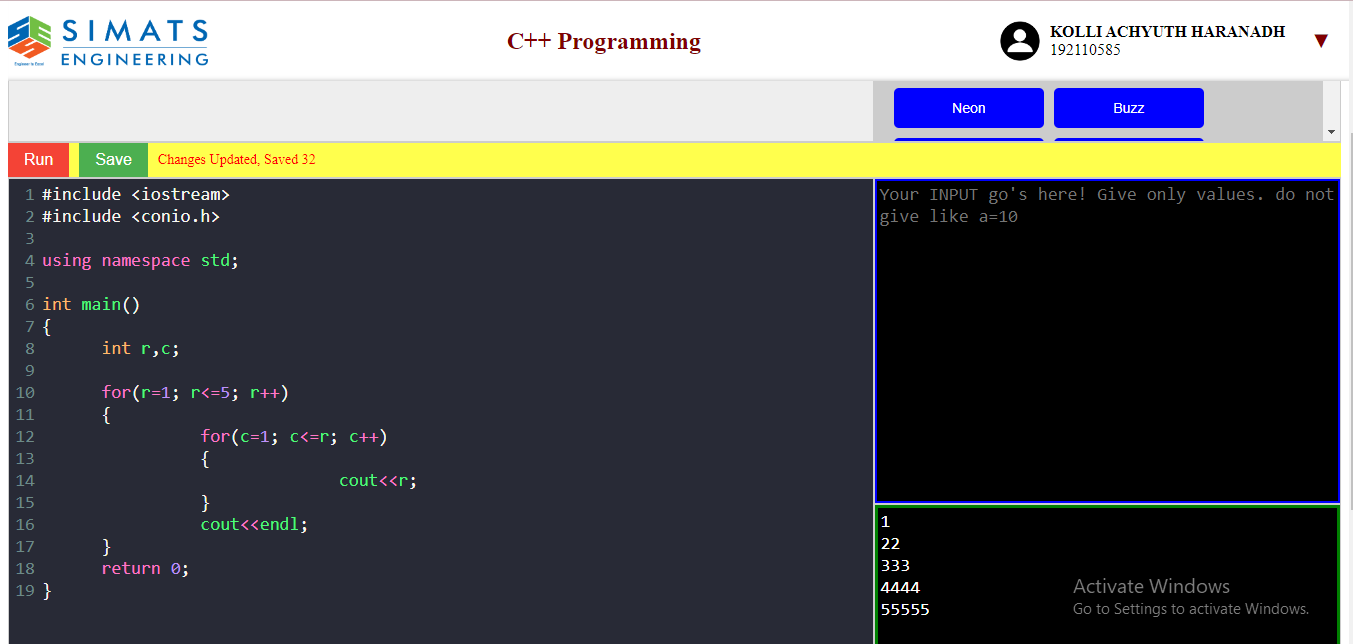 SIMATS
ENGINEERING
Engineer to Excel
C++ Programming
KOLLI ACHYUTH HARANADH
192110585
▼
Neon
Buzz
Run
Save
Changes Updated, Saved 32
1 #include <iostream>
2 #include <conio.h>
3
4 using namespace std;
5
6 int main()
7 {
8 int r,c;
9
10 for(r=1; r<=5; r++)
11 {
12 for(c=1; c<=r; c++)
13 {
14 cout<<r;
15 }
16 cout<<endl;
17 }
18 return 0;
19 }
Your INPUT go's here! Give only values. do not
give like a=10
1
22
333
4444
55555
Activate Windows
Go to Settings to activate Windows.